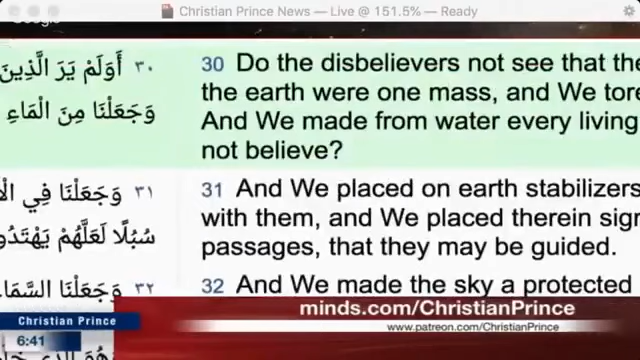 Christian Prince News — Live @ 151.5% — Ready
٣٠ أَوَلَمْ يَرَ الَّذِينَ
وَجَعَلْنَا مِنَ الْمَاءِ
30 Do the disbelievers not see that the
the earth were one mass, and We tore
And We made from water every living
not believe?
٣١ وَجَعَلْنَا فِي
سُبُلًا لَعَلَّهُمْ يَهْتَدُو
31 And We placed on earth stabilizers
with them, and We placed therein sig
passages, that they may be guided.
٣٢ وَجَعَلْنَا السَّمَا
32 And We made the sky a protected
minds.com/ChristianPrince
www.patreon.com/ChristianPrince
Christian Prince
6:41